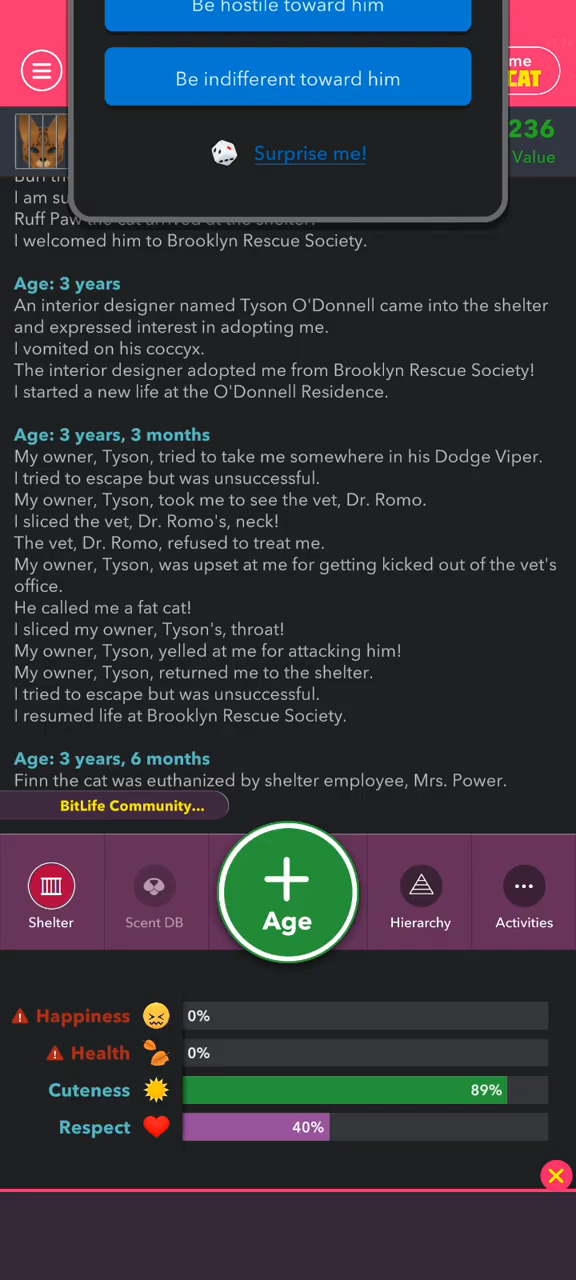 Be hostile toward him
Be indifferent toward him
Surprise me!
me
CAT
236
Value
I am su
Ruff Paw the cat arrived at the shelter.
I welcomed him to Brooklyn Rescue Society.
Age: 3 years
An interior designer named Tyson O'Donnell came into the shelter
and expressed interest in adopting me.
I vomited on his coccyx.
The interior designer adopted me from Brooklyn Rescue Society!
I started a new life at the O'Donnell Residence.
Age: 3 years, 3 months
My owner, Tyson, tried to take me somewhere in his Dodge Viper.
I tried to escape but was unsuccessful.
My owner, Tyson, took me to see the vet, Dr. Romo.
I sliced the vet, Dr. Romo's, neck!
The vet, Dr. Romo, refused to treat me.
My owner, Tyson, was upset at me for getting kicked out of the vet's
office.
He called me a fat cat!
I sliced my owner, Tyson's, throat!
My owner, Tyson, yelled at me for attacking him!
My owner, Tyson, returned me to the shelter.
I tried to escape but was unsuccessful.
I resumed life at Brooklyn Rescue Society.
Age: 3 years, 6 months
Finn the cat was euthanized by shelter employee, Mrs. Power.
BitLife Community...
Shelter
Scent DB
Age
Hierarchy
Activities
Happiness 0%
Health 0%
Cuteness 89%
Respect 40%